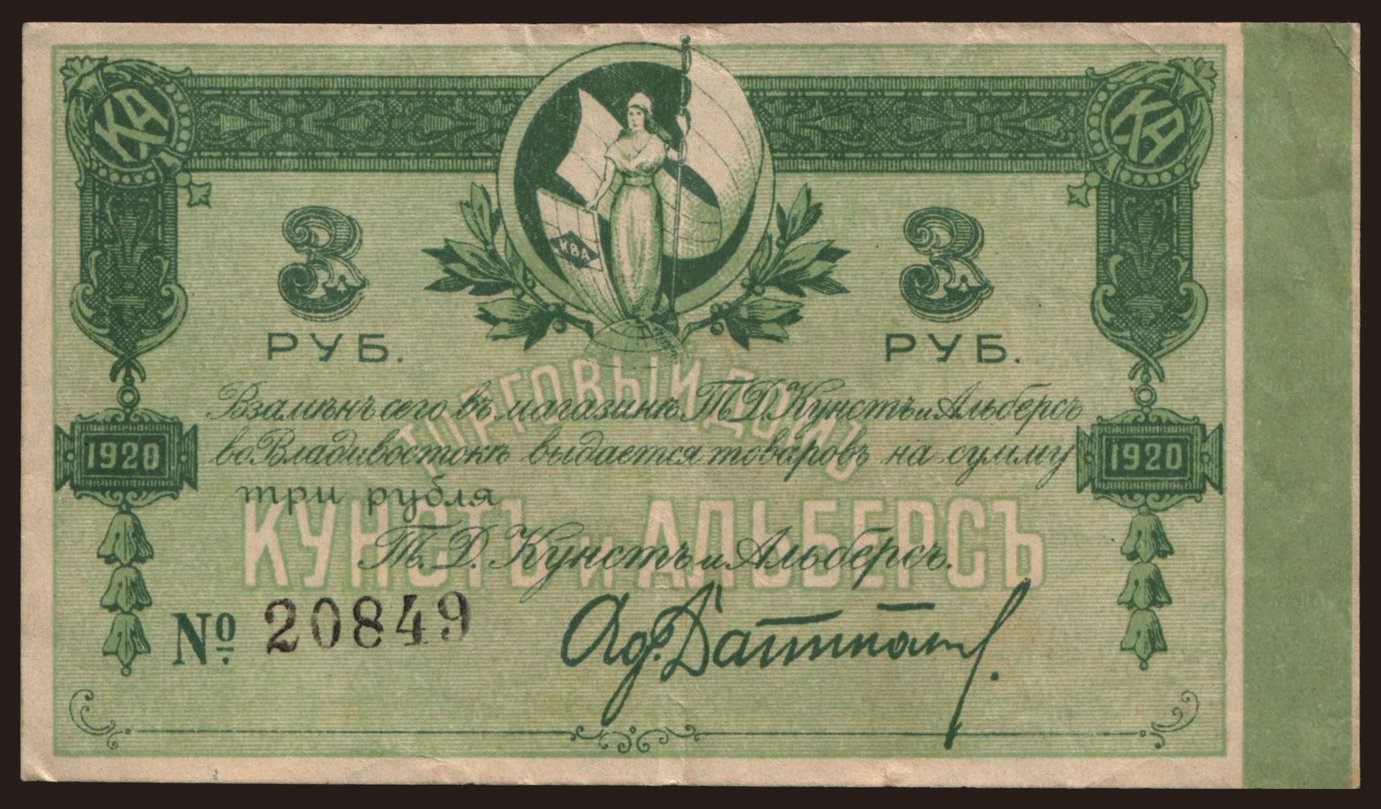 КА КА
КȣА
3 3
РУБ. РУБ.
ТОРГОВЫЙ ДОМЪ
Взамѣнъ сего въ магазинѣ Т. Д. Кунстъ и Альберсъ
во Владивостокѣ выдается товаровъ на сумму
1920 1920
три рубля
КУНСТЪ и АЛЬБЕРСЪ
Т. Д. Кунстъ и Альберсъ.
№ 20849